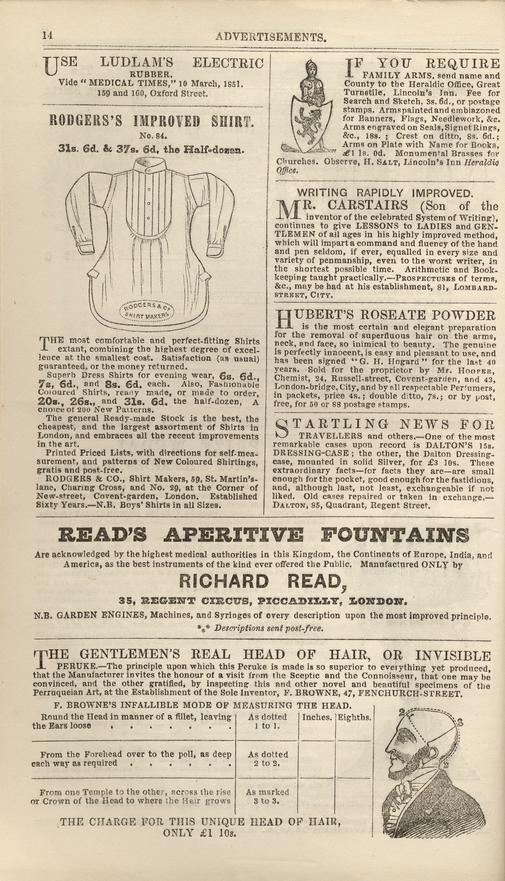 14
ADVERTISEMENTS.
USE LUDLAM'S ELECTRIC
RUBBER.
Vide "MEDICAL TIMES," 10 March, 1851.
159 and 160, Oxford Street.
RODGERS'S IMPROVED SHIRT.
No. 84.
31s. 6d. & 37s. 6d, the Half-dozen.
RODGERS & Co
SHIRT MAKERS
THE most comfortable and perfect-fitting Shirts
extant, combining the highest degree of excel-
lence at the smallest cost. Satisfaction (as usual)
guaranteed, or the money returned.
Superb Dress Shirts for evening wear, 6s. 6d.,
7s, 6d., and 8s. 6d. each. Also, Fashionable
Coloured Shirts, ready made, or made to order,
20s., 26s., and 31s. 6d, the half-dozen, A
choice of 200 New Patterns.
The general Ready-made Stock is the best, the
cheapest, and the largest assortment of Shirts in
London, and embraces all the recent improvements
in the art.
Printed Priced Lists, with directions for self-mea-
surement, and patterns of New Coloured Shirtings,
gratis and post-free.
RODGERS & CO., Shirt Makers, 59, St. Martin's-
lane, Charing Cross, and No. 29, at the Corner of
New-street, Covent-garden, London. Established
Sixty Years.—N.B. Boys' Shirts in all Sizes.
IF YOU REQUIRE
FAMILY ARMS, send name and
County to the Heraldic Office, Great
Turnstile, Lincoln's Inn. Fee for
Search and Sketch, 3s. 6d., or postage
stamps. Arms painted and emblazoned
for Banners, Flags, Needlework, &c.
Arms engraved on Seals, Signet Rings,
&c., 18s.; Crest on ditto, 8s. 6d.;
Arms on Plate with Name for Books,
£1 1s. 0d. Monumental Brasses for
Churches. Observe, H. SALT, Lincoln's Inn Heraldic
Office.
WRITING RAPIDLY IMPROVED.
MR. CARSTAIRS (Son of the
inventor of the celebrated System of Writing),
continues to give LESSONS to LADIES and GEN-
TLEMEN of all ages in his highly improved method,
which will impart a command and fluency of the hand
and pen seldom, if ever, equalled in every size and
variety of penmanship, even to the worst writer, in
the shortest possible time. Arithmetic and Book-
keeping taught practically.—PROSPECTUSES of terms,
&c., may be had at his establishment, 81, LOMBARD-
STREET, CITY.
HUBERT'S ROSEATE POWDER
is the most certain and elegant preparation
for the removal of superfluous hair on the arms,
neck, and face, so inimical to beauty. The genuine
is perfectly innocent, is easy and pleasant to use, and
has been signed "G. H. Hogard" for the last 40
years. Sold for the proprietor by Mr. HOOPER,
Chemist, 24, Russell-street, Covent-garden, and 43,
London-bridge, City, and by all respectable Perfumers,
in packets, price 4s.; double ditto, 7s.; or by post,
free, for 50 or 88 postage stamps.
STARTLING NEWS FOR
TRAVELLERS and others.—One of the most
remarkable cases upon record is DALTON'S 15s.
DRESSING-CASE; the other, the Dalton Dressing-
case, mounted in solid Silver, for £3 10s. These
extraordinary facts—for facts they are—are small
enough for the pocket, good enough for the fastidious,
and, although last, not least, exchangeable if not
liked. Old cases repaired or taken in exchange.—
DALTON, 85, Quadrant, Regent Street.
READ'S APERITIVE FOUNTAINS
Are acknowledged by the highest medical authorities in this Kingdom, the Continents of Europe, India, and
America, as the best instruments of the kind ever offered the Public. Manufactured ONLY by
RICHARD READ,
35, REGENT CIRCUS, PICCADILLY, LONDON.
N.B. GARDEN ENGINES, Machines, and Syringes of every description upon the most improved principle.
*** Descriptions sent post-free.
THE GENTLEMEN'S REAL HEAD OF HAIR, OR INVISIBLE
PERUKE.—The principle upon which this Peruke is made is so superior to everything yet produced,
that the Manufacturer invites the honour of a visit from the Sceptic and the Connoisseur, that one may be
convinced, and the other gratified, by inspecting this and other novel and beautiful specimens of the
Perruqueian Art, at the Establishment of the Sole Inventor, F. BROWNE, 47, FENCHURCH-STREET.
F. BROWNE'S INFALLIBLE MODE OF MEASURING THE HEAD.
Round the Head in manner of a fillet, leaving As dotted Inches. Eighths.
the Ears loose . . . . . . 1 to 1.
From the Forehead over to the poll, as deep As dotted
each way as required . . . . . 2 to 2.
From one Temple to the other, across the rise As marked
or Crown of the Head to where the Hair grows 3 to 3.
THE CHARGE FOR THIS UNIQUE HEAD OF HAIR,
ONLY £1 10s.